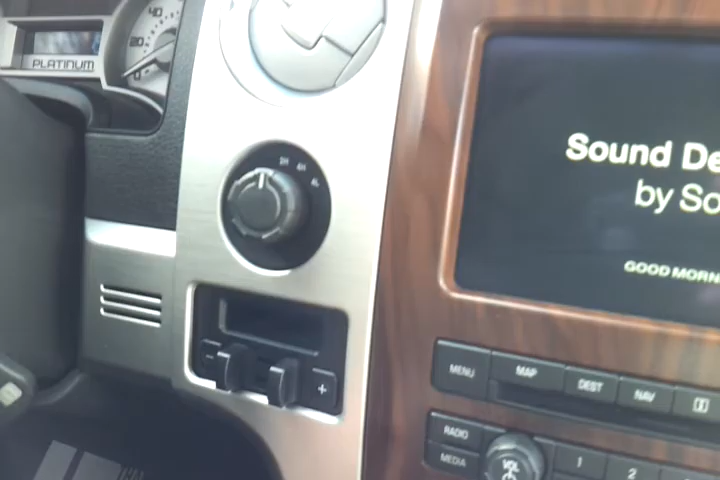 40
20
0
PLATINUM
2H 4H 4L
Sound De
by So
GOOD MORN
MENU
MAP
DEST
NAV
RADIO
MEDIA
VOL
1
2
- +